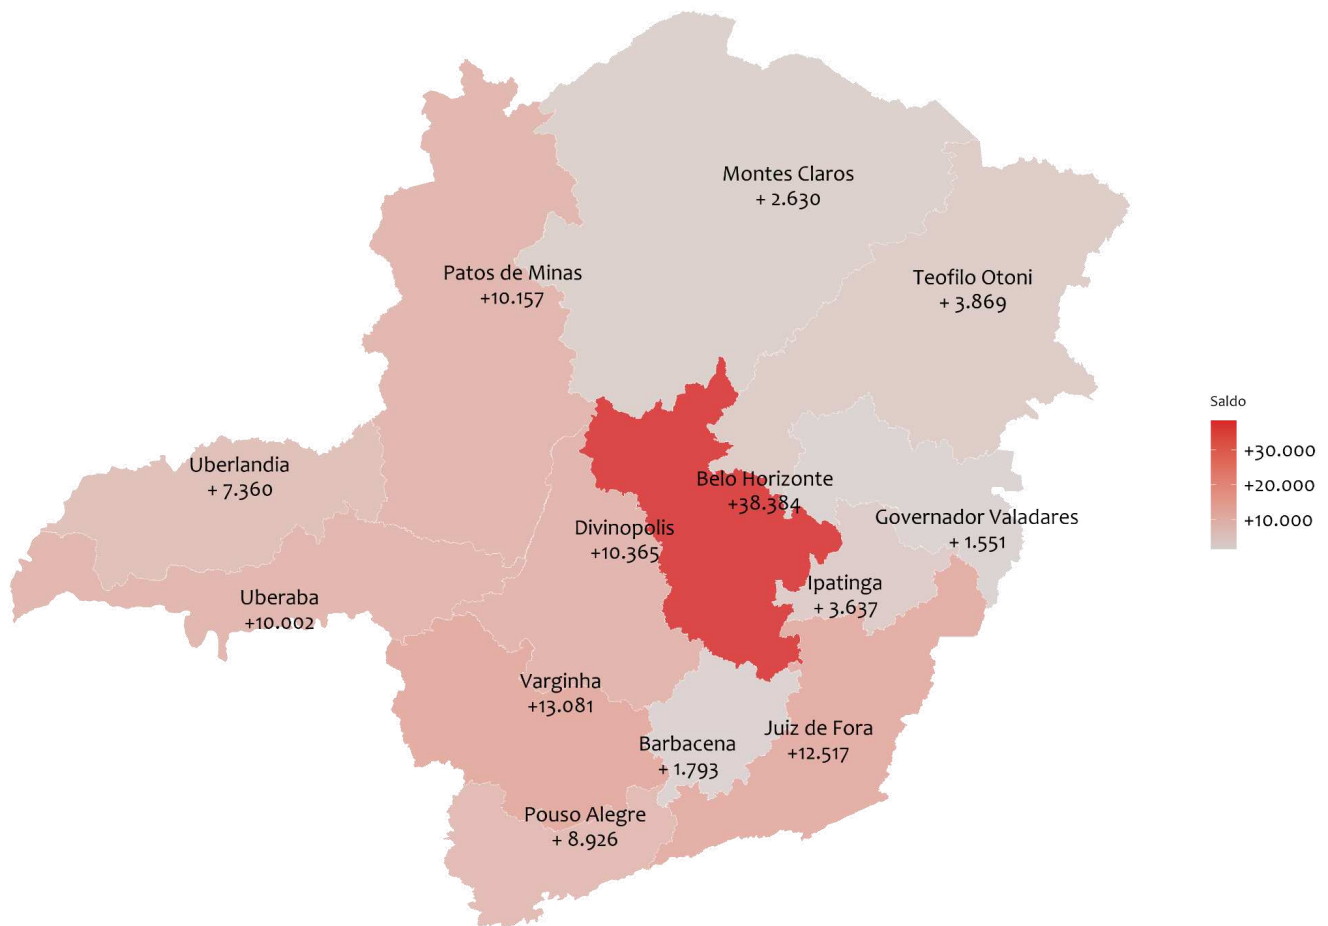 Montes Claros
+ 2.630
Patos de Minas
+10.157
Teofilo Otoni
+ 3.869
Uberlandia
+ 7.360
Belo Horizonte
+38.384
Divinopolis
+10.365
Governador Valadares
+ 1.551
Ipatinga
+ 3.637
Uberaba
+10.002
Varginha
+13.081
Barbacena
+ 1.793
Juiz de Fora
+12.517
Pouso Alegre
+ 8.926
Saldo
+30.000
+20.000
+10.000